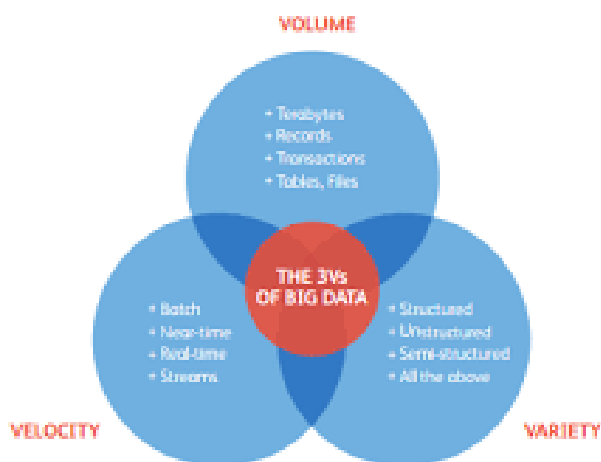 VOLUME
+ Terabytes
+ Records
+ Transactions
+ Tables, Files
THE 3Vs
OF BIG DATA
+ Batch
+ Near-time
+ Real-time
+ Streams
+ Structured
+ Unstructured
+ Semi-structured
+ All the above
VELOCITY
VARIETY